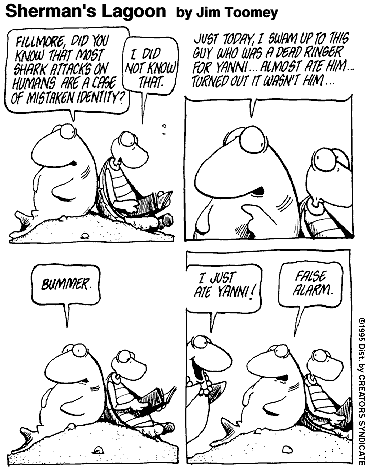 Sherman's Lagoon by Jim Toomey
FILLMORE, DID YOU
KNOW THAT MOST
SHARK ATTACKS ON
HUMANS ARE A CASE
OF MISTAKEN IDENTITY?
I DID
NOT KNOW
THAT.
JUST TODAY, I SWAM UP TO THIS
GUY WHO WAS A DEAD RINGER
FOR YANNI... ALMOST ATE HIM...
TURNED OUT IT WASN'T HIM...
BUMMER.
I JUST
ATE YANNI!
FALSE
ALARM.
©1995 Dist. by CREATORS SYNDICATE